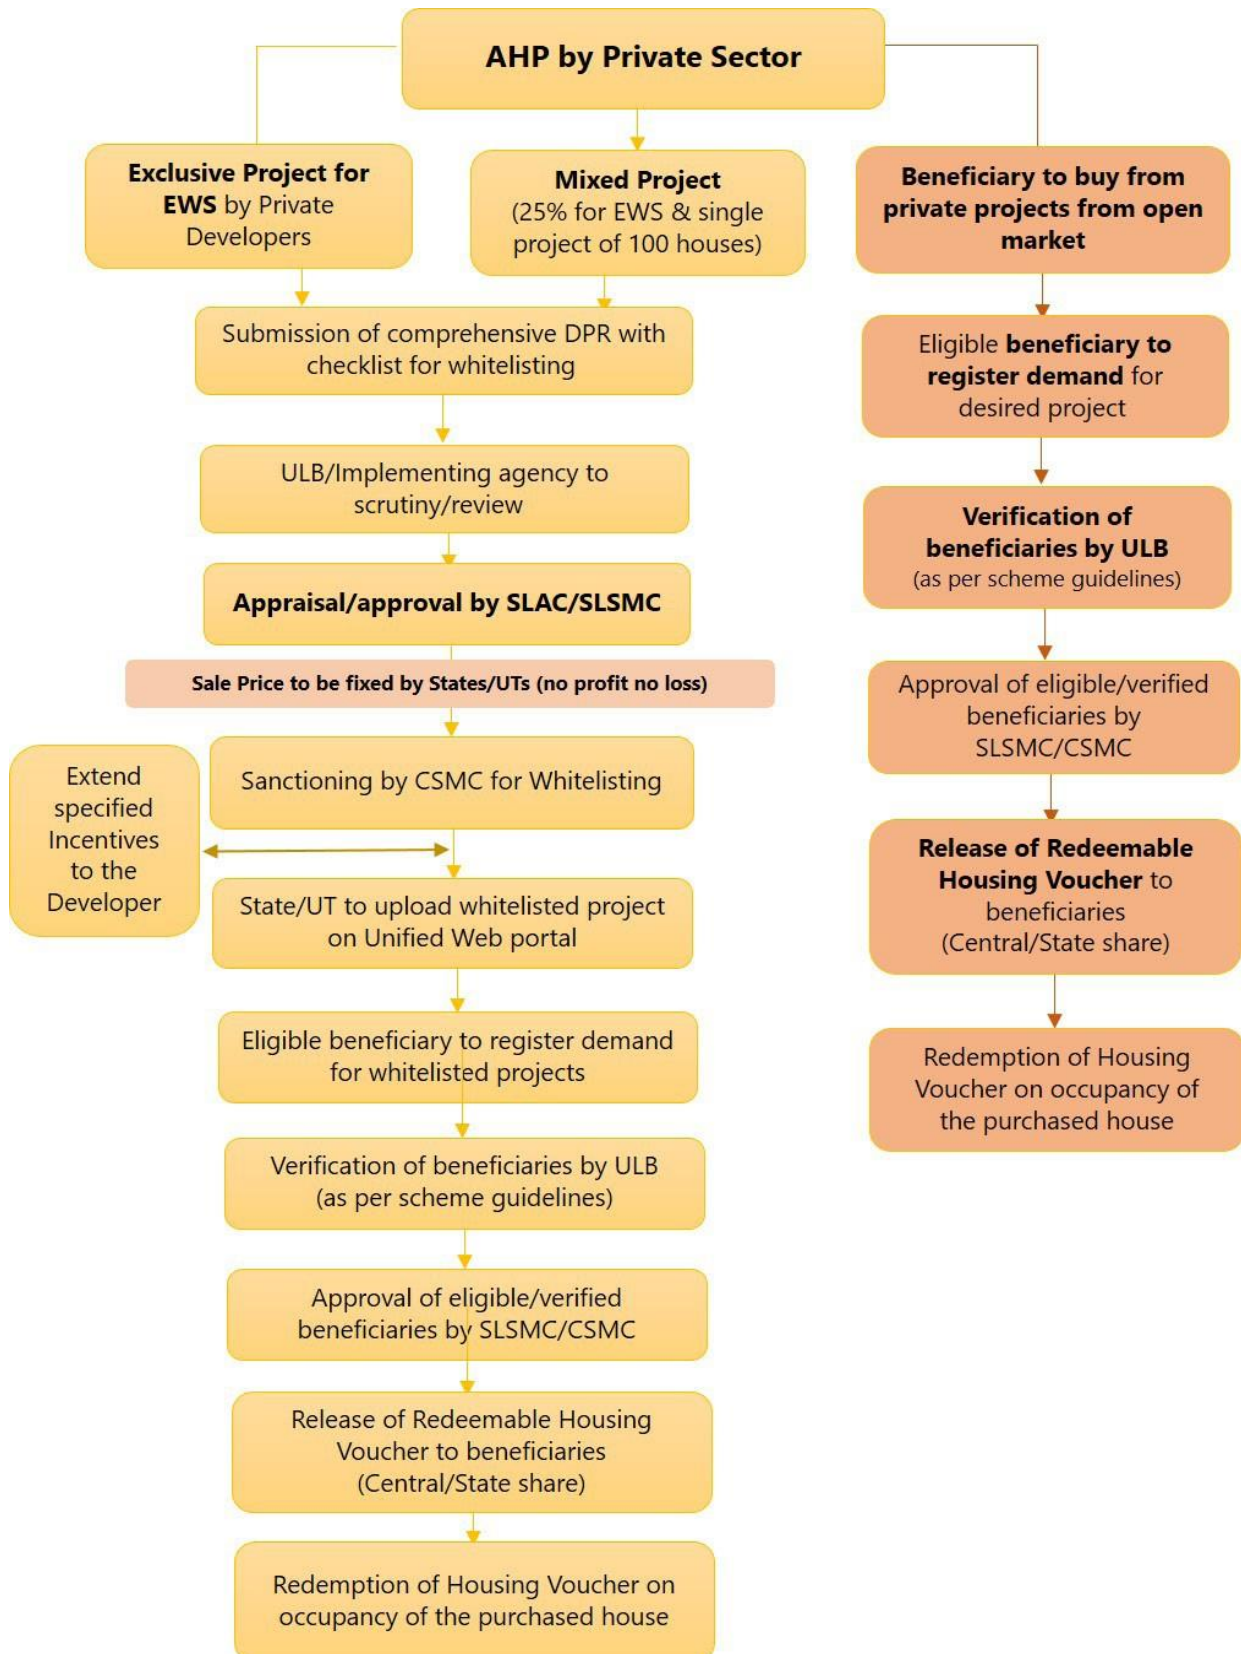 AHP by Private Sector
Exclusive Project for
EWS by Private
Developers
Mixed Project
(25% for EWS & single
project of 100 houses)
Submission of comprehensive DPR with
checklist for whitelisting
ULB/Implementing agency to
scrutiny/review
Appraisal/approval by SLAC/SLSMC
Sale Price to be fixed by States/UTs (no profit no loss)
Sanctioning by CSMC for Whitelisting
Extend
specified
Incentives
to the
Developer
State/UT to upload whitelisted project
on Unified Web portal
Eligible beneficiary to register demand
for whitelisted projects
Verification of beneficiaries by ULB
(as per scheme guidelines)
Approval of eligible/verified
beneficiaries by SLSMC/CSMC
Release of Redeemable Housing
Voucher to beneficiaries
(Central/State share)
Redemption of Housing Voucher on
occupancy of the purchased house
Beneficiary to buy from
private projects from open
market
Eligible beneficiary to
register demand for
desired project
Verification of
beneficiaries by ULB
(as per scheme guidelines)
Approval of eligible/verified
beneficiaries by
SLSMC/CSMC
Release of Redeemable
Housing Voucher to
beneficiaries
(Central/State share)
Redemption of Housing
Voucher on occupancy of
the purchased house